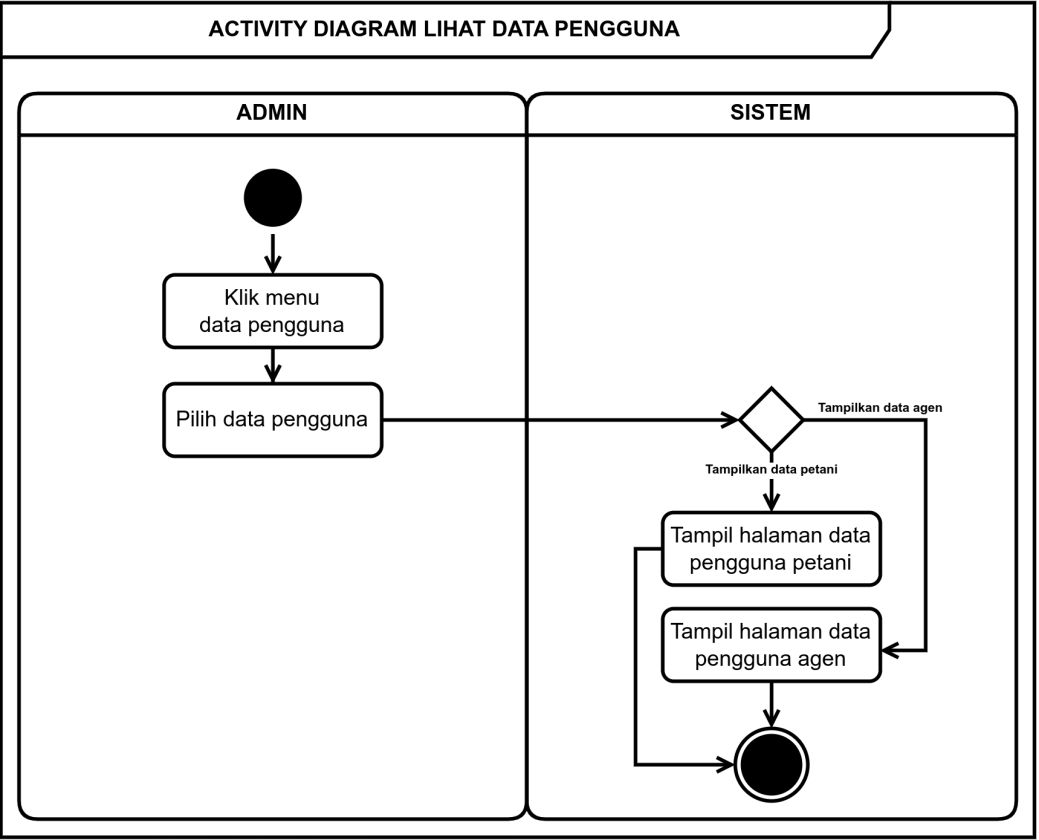 ACTIVITY DIAGRAM LIHAT DATA PENGGUNA
ADMIN
SISTEM
Klik menu
data pengguna
Pilih data pengguna
Tampilkan data agen
Tampilkan data petani
Tampil halaman data
pengguna petani
Tampil halaman data
pengguna agen